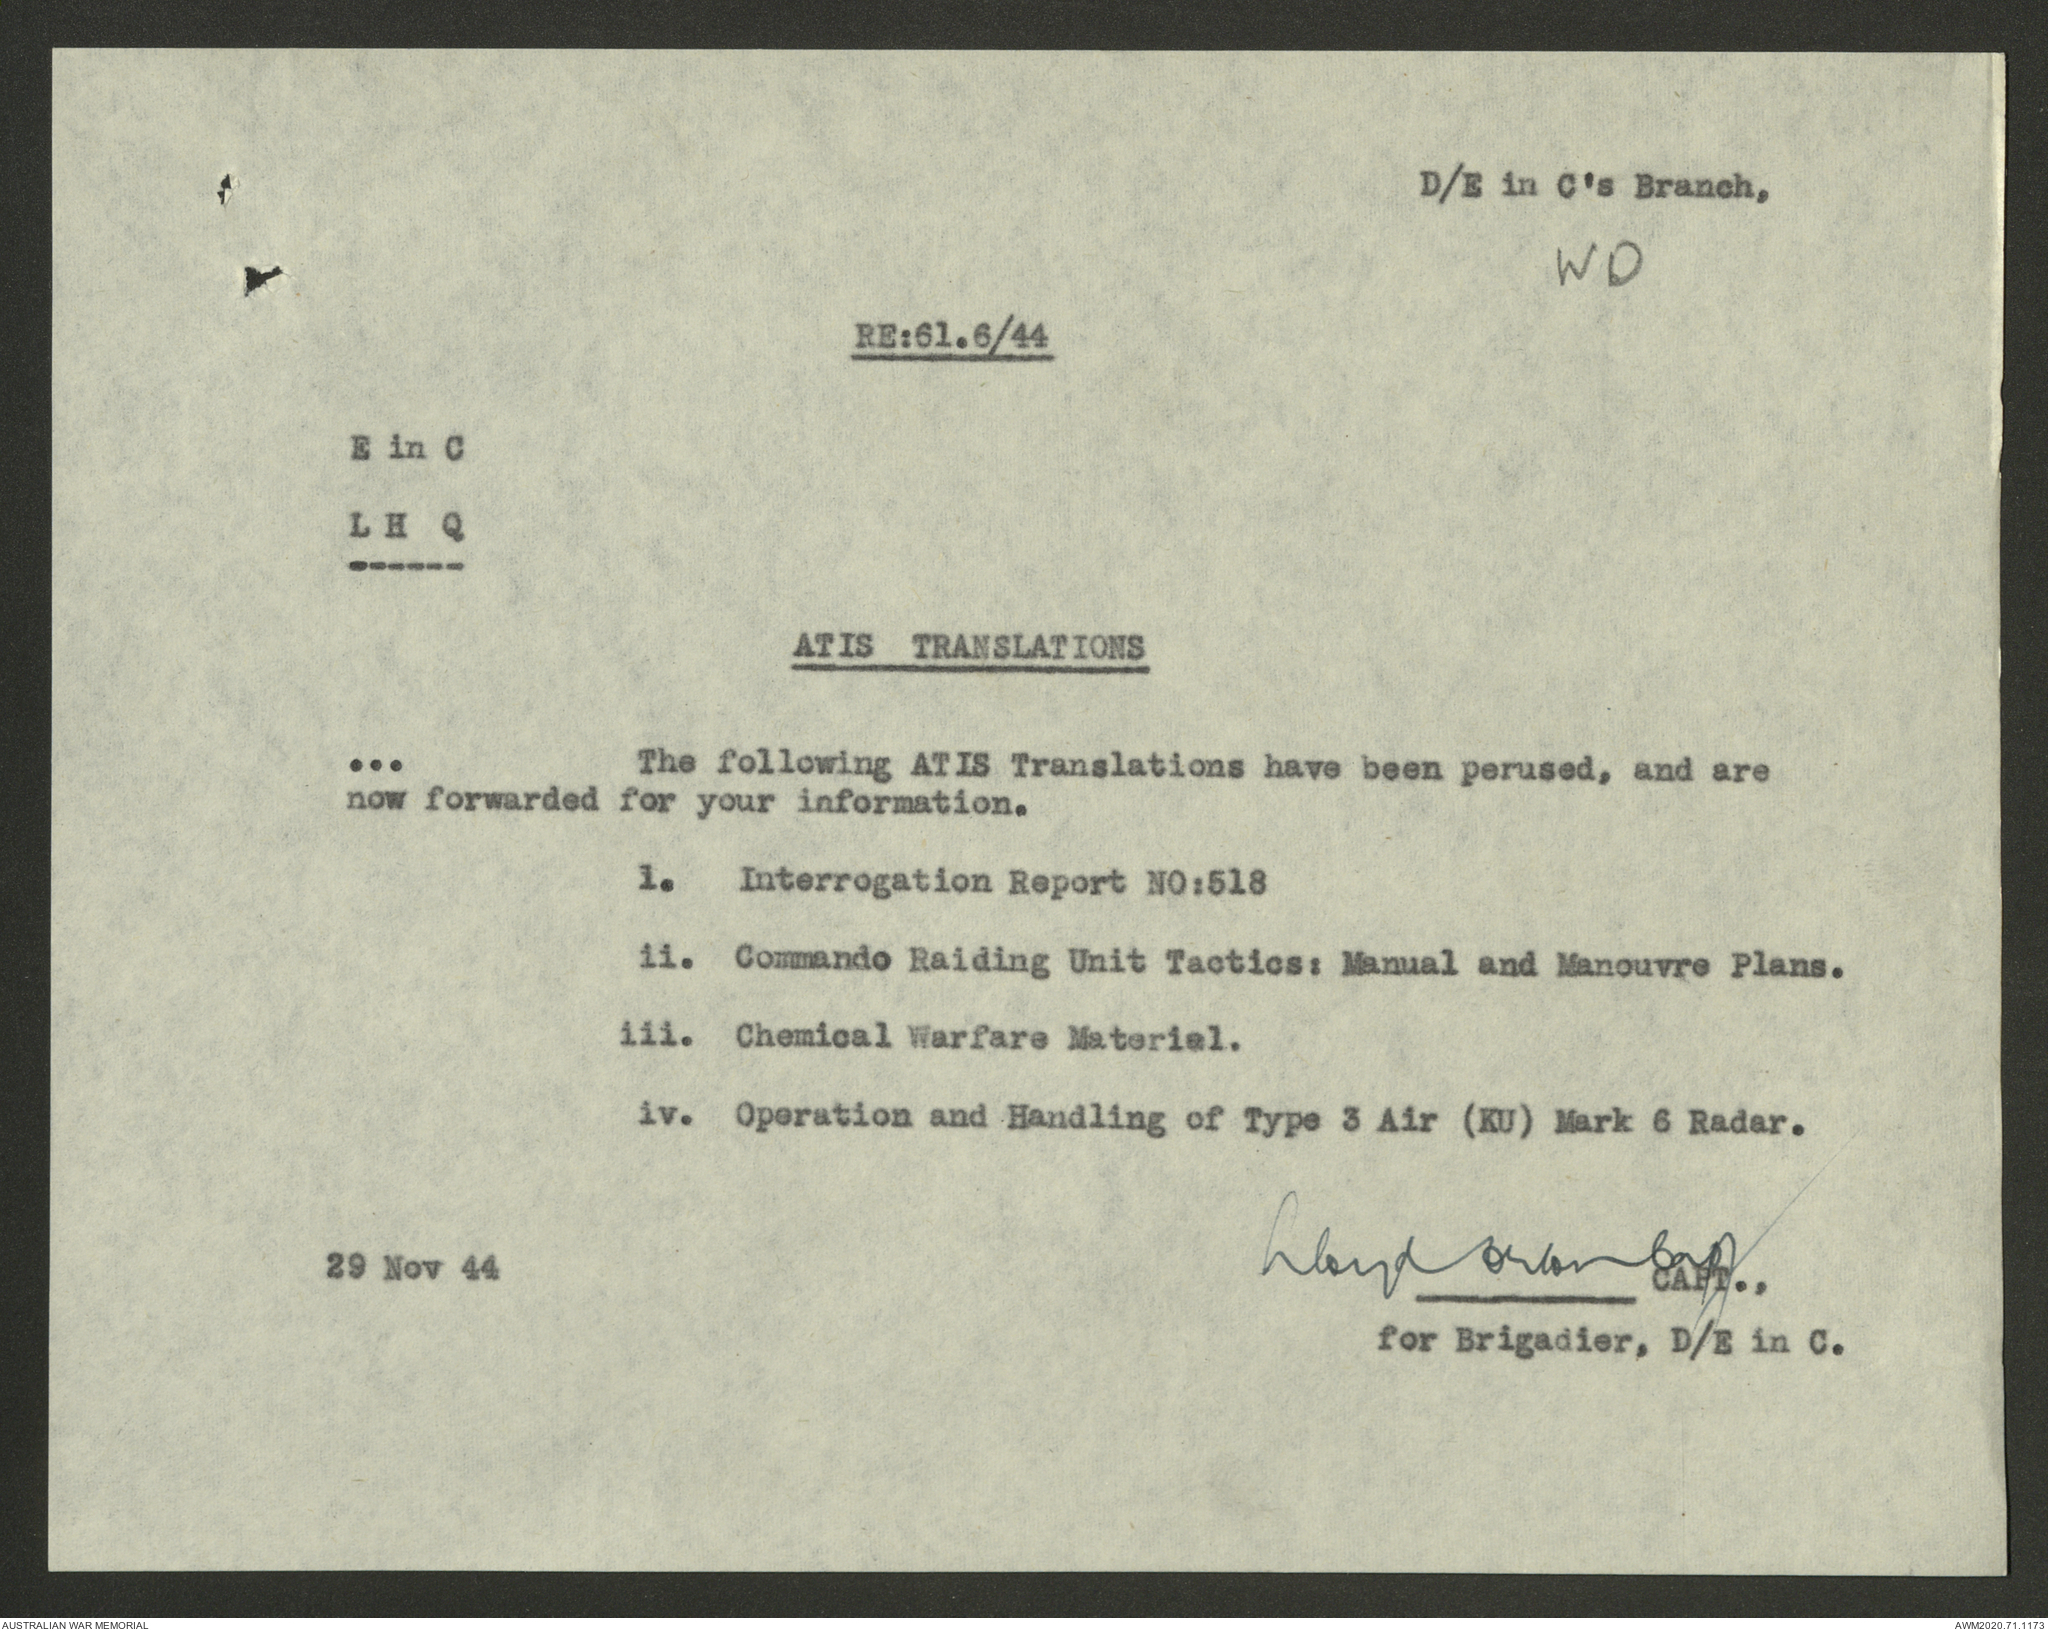 D/E in C's Branch,
WD
RE:61.6/44
E in C
L H Q
------
ATIS TRANSLATIONS
... The following ATIS Translations have been perused, and are
now forwarded for your information.
i. Interrogation Report NO:518
ii. Commando Raiding Unit Tactics: Manual and Manouvre Plans.
iii. Chemical Warfare Material.
iv. Operation and Handling of Type 3 Air (KU) Mark 6 Radar.
29 Nov 44
Lloyd
CAPT.,
for Brigadier, D/E in C.
AUSTRALIAN WAR MEMORIAL
AWM2020.71.1173